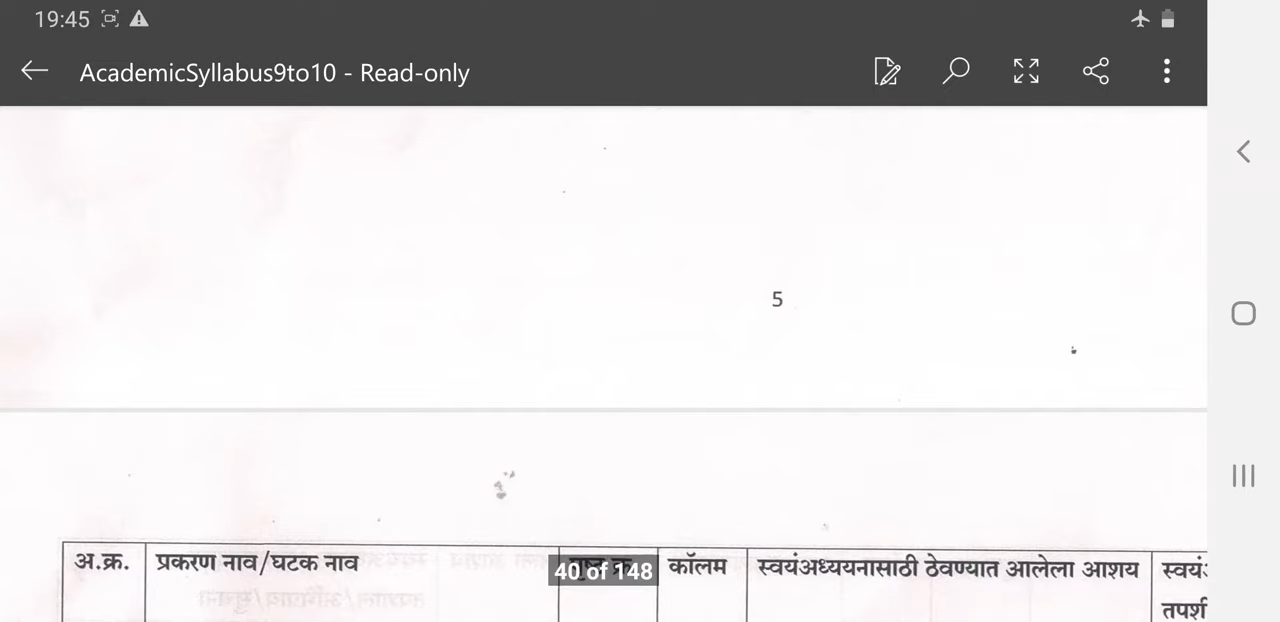 19:45
AcademicSyllabus9to10 - Read-only
5
अ.क्र. प्रकरण नाव/घटक नाव कॉलम स्वयंअध्ययनासाठी ठेवण्यात आलेला आशय
40 of 148